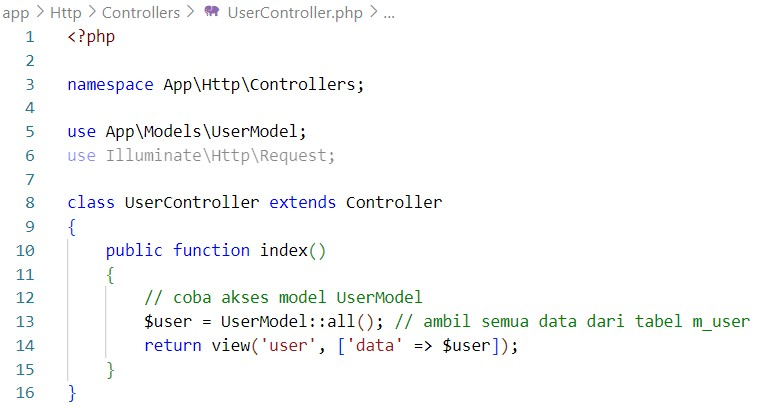 app > Http > Controllers > UserController.php > ...
1 <?php
2
3 namespace App\Http\Controllers;
4
5 use App\Models\UserModel;
6 use Illuminate\Http\Request;
7
8 class UserController extends Controller
9 {
10 public function index()
11 {
12 // coba akses model UserModel
13 $user = UserModel::all(); // ambil semua data dari tabel m_user
14 return view('user', ['data' => $user]);
15 }
16 }